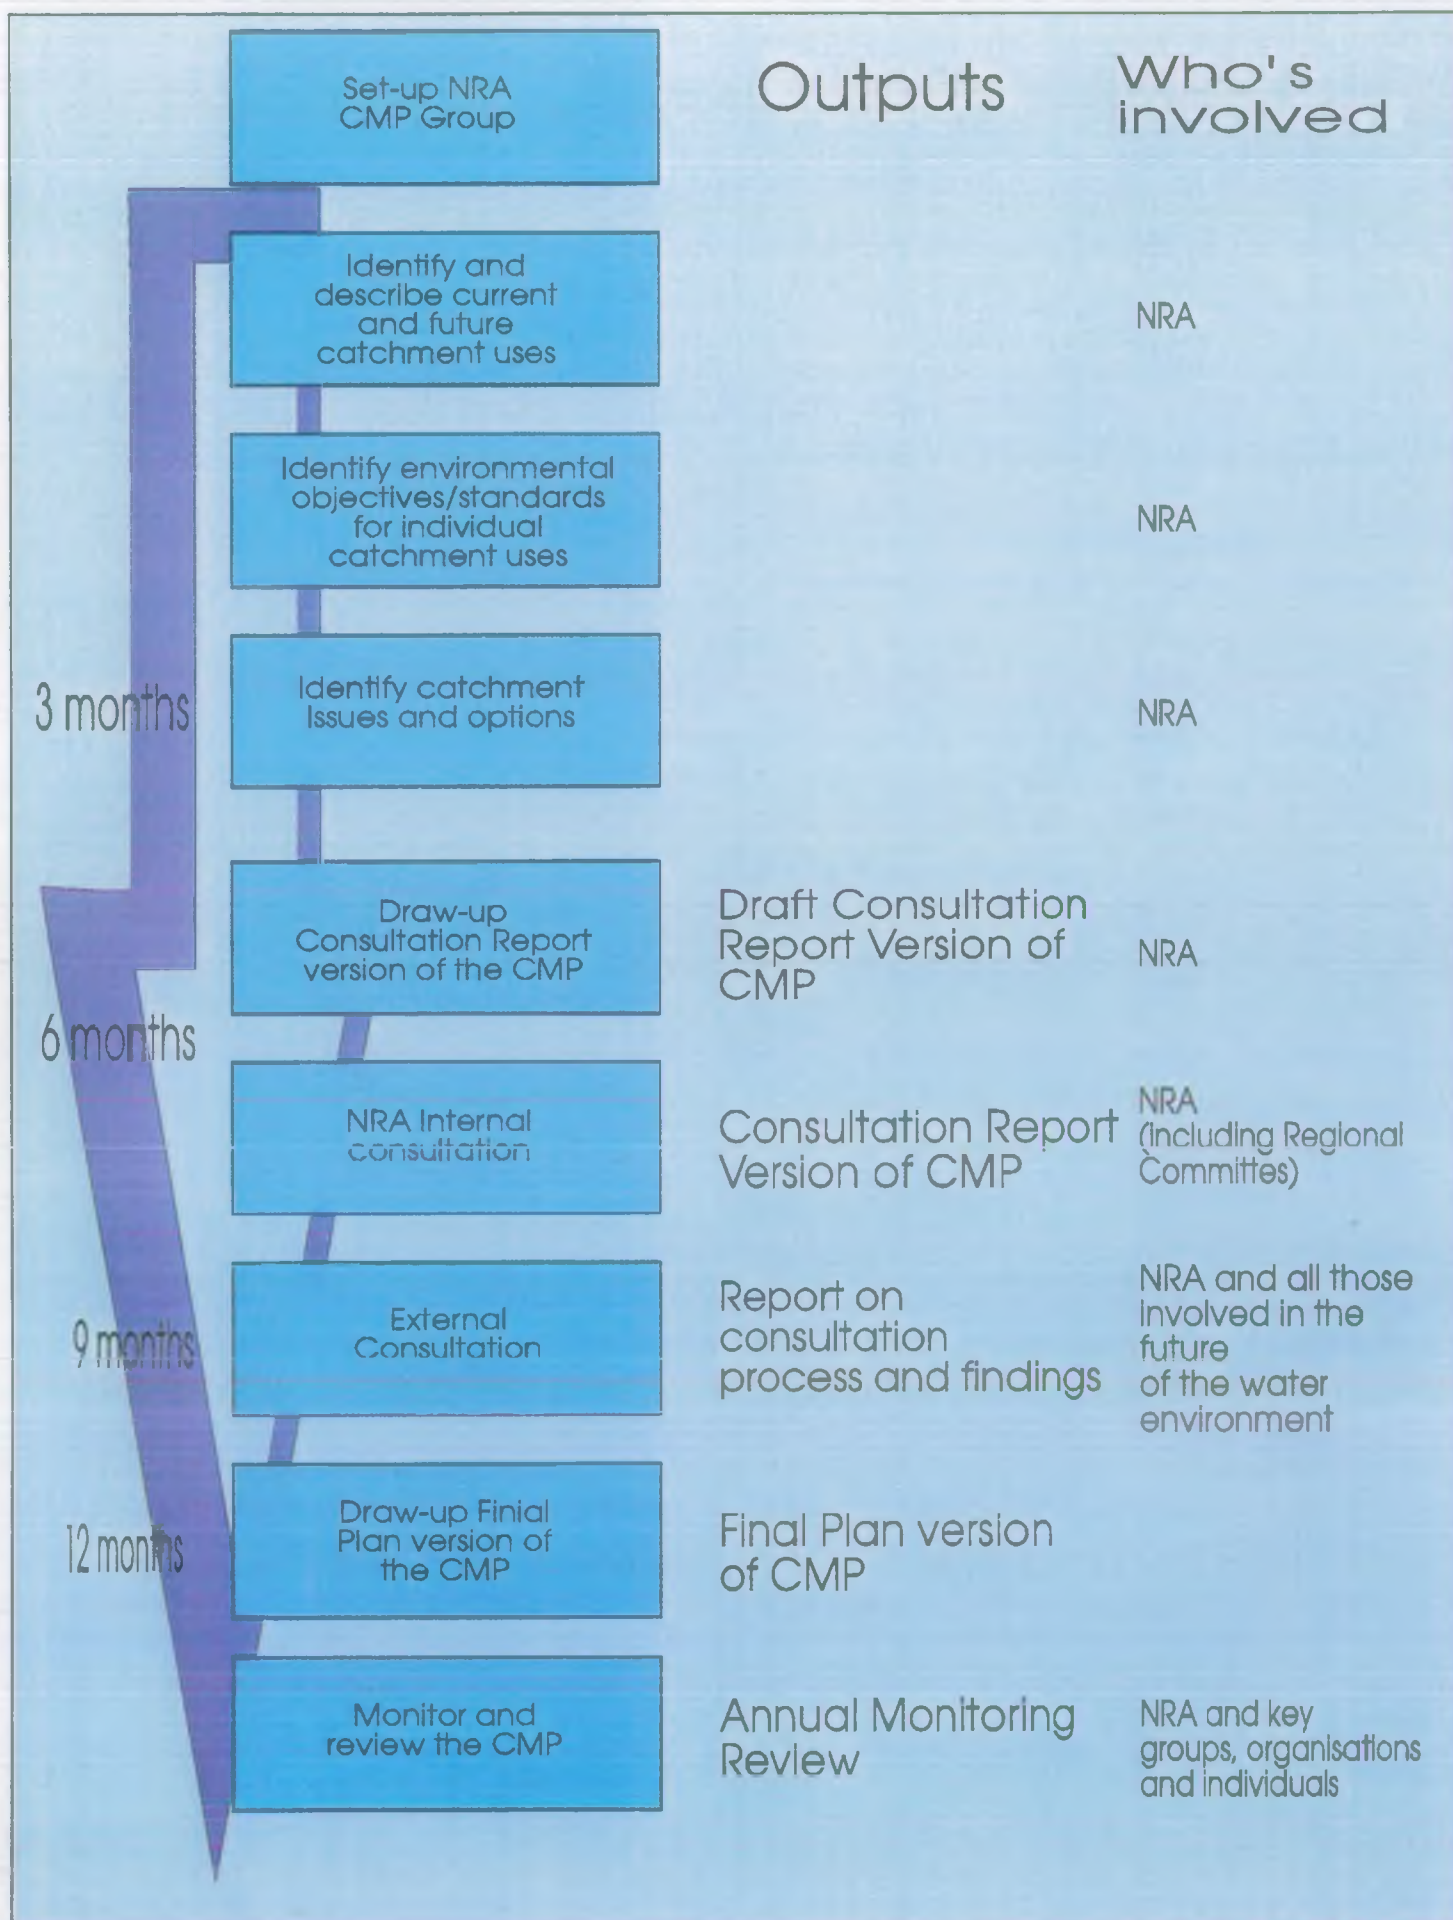 Set-up NRA
CMP Group
Outputs
Who's
involved
Identify and
describe current
and future
catchment uses
NRA
Identify environmental
objectives/standards
for individual
catchment uses
NRA
3 months
Identify catchment
Issues and options
NRA
Draw-up
Consultation Report
version of the CMP
Draft Consultation
Report Version of
CMP
NRA
6 months
NRA Internal
consultation
Consultation Report
Version of CMP
NRA
(Including Regional
Committes)
9 months
External
Consultation
Report on
consultation
process and findings
NRA and all those
involved in the
future
of the water
environment
12 months
Draw-up Finial
Plan version of
the CMP
Final Plan version
of CMP
Monitor and
review the CMP
Annual Monitoring
Review
NRA and key
groups, organisations
and individuals